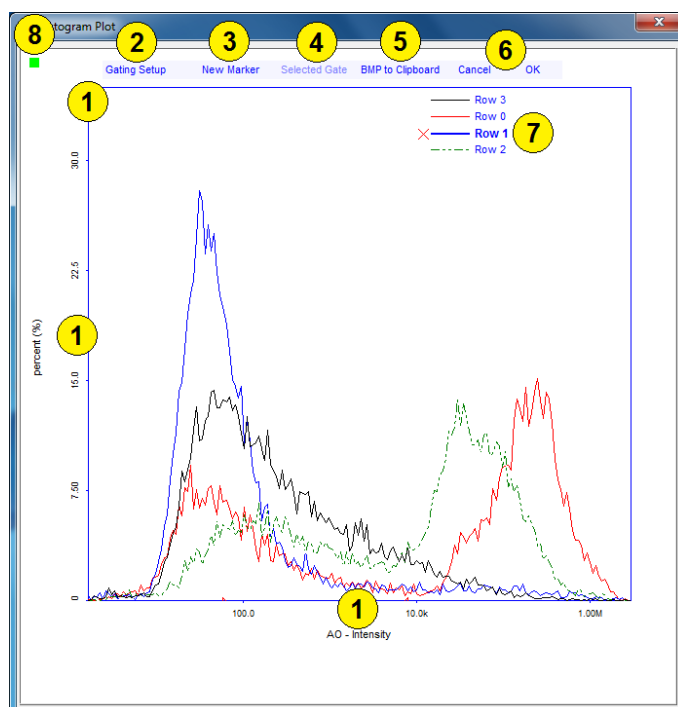 8
togram Plot
x
2
3
4
5
6
Gating Setup
New Marker
Selected Gate
BMP to Clipboard
Cancel
OK
1
Row 3
Row 0
Row 1
7
Row 2
30.0
22.5
percent (%)
1
15.0
7.50
0
100.0
1
10.0k
1.00M
AO - Intensity